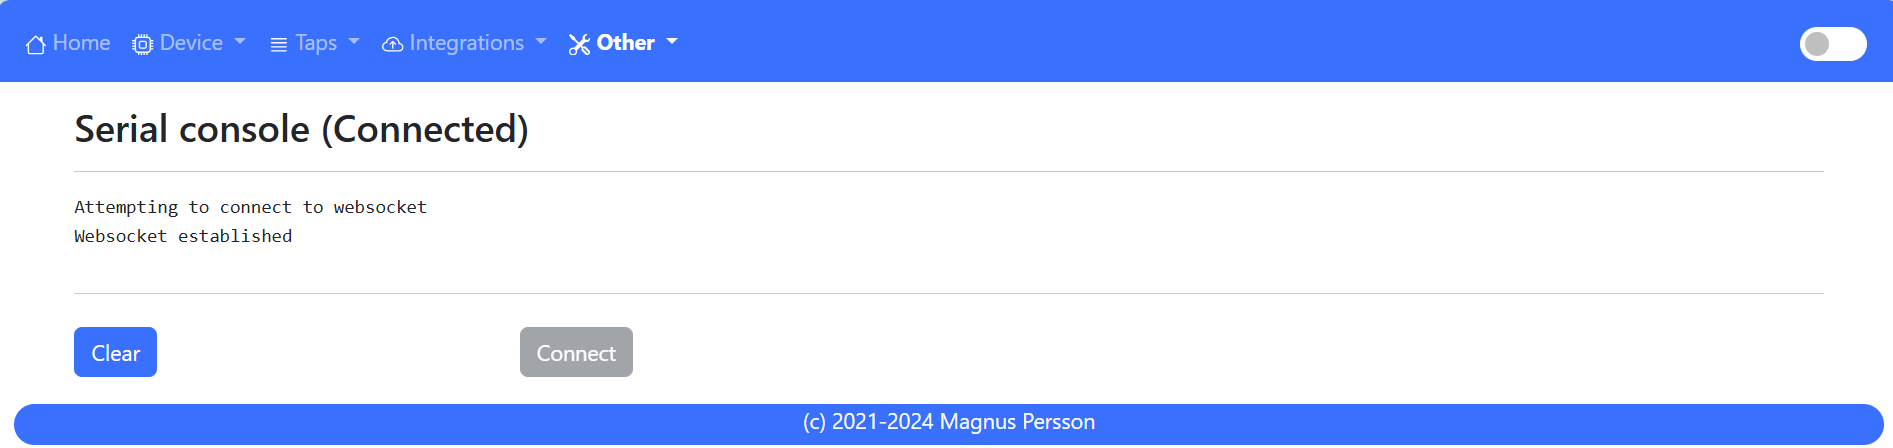 Home Device Taps Integrations Other
Serial console (Connected)
Attempting to connect to websocket
Websocket established
Clear Connect
(c) 2021-2024 Magnus Persson